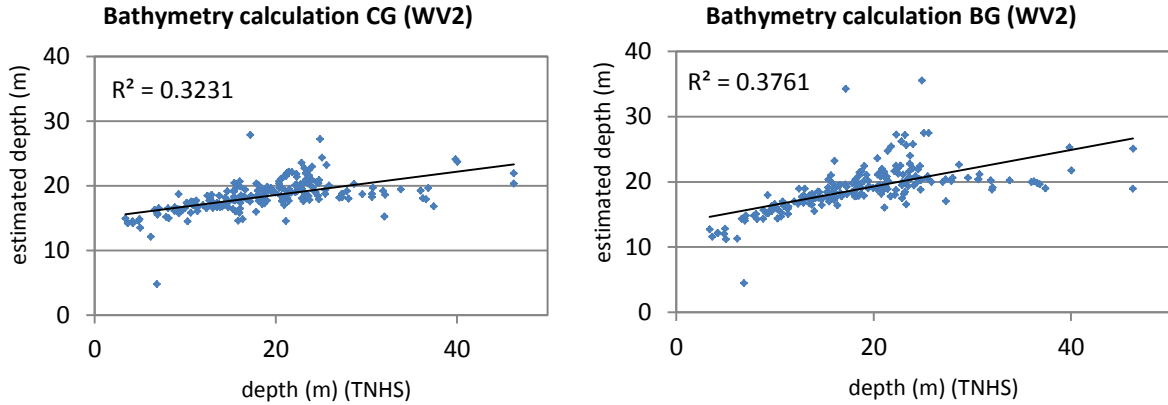 Bathymetry calculation CG (WV2)
40
30
20
10
0
0
20
40
estimated depth (m)
R² = 0.3231
depth (m) (TNHS)
Bathymetry calculation BG (WV2)
40
30
20
10
0
0
20
40
estimated depth (m)
R² = 0.3761
depth (m) (TNHS)